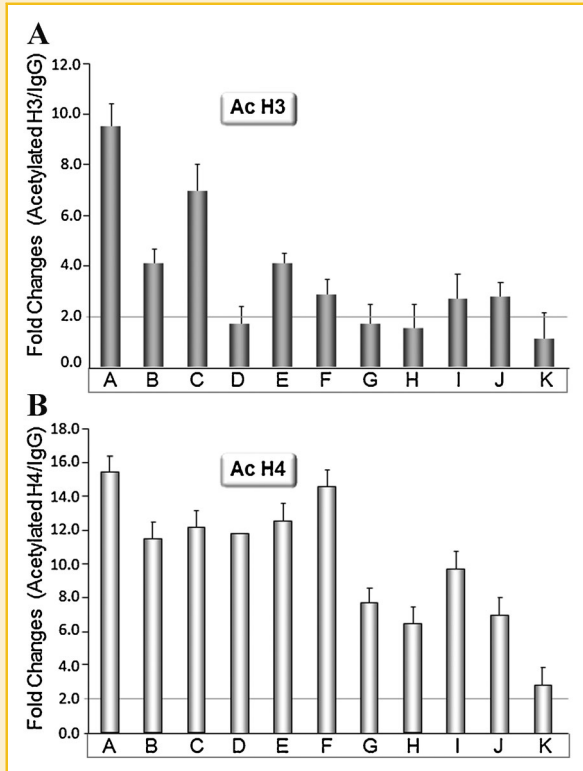 A
Fold Changes (Acetylated H3/IgG)
12.0
10.0
8.0
6.0
4.0
2.0
0.0
Ac H3
A B C D E F G H I J K
B
Fold Changes (Acetylated H4/IgG)
18.0
16.0
14.0
12.0
10.0
8.0
6.0
4.0
2.0
0.0
Ac H4
A B C D E F G H I J K